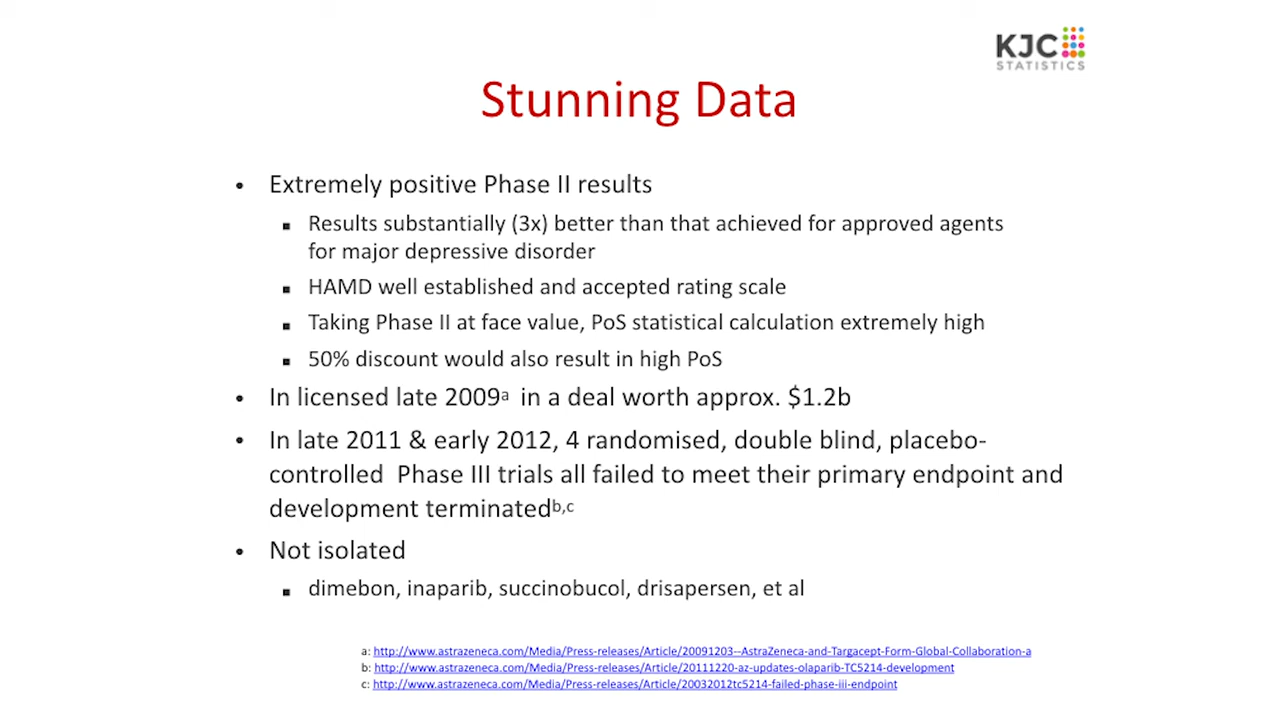 KJC
STATISTICS
Stunning Data
• Extremely positive Phase II results
▪ Results substantially (3x) better than that achieved for approved agents
for major depressive disorder
▪ HAMD well established and accepted rating scale
▪ Taking Phase II at face value, PoS statistical calculation extremely high
▪ 50% discount would also result in high PoS
• In licensed late 2009a in a deal worth approx. $1.2b
• In late 2011 & early 2012, 4 randomised, double blind, placebo-
controlled Phase III trials all failed to meet their primary endpoint and
development terminatedb,c
• Not isolated
▪ dimebon, inaparib, succinobucol, drisapersen, et al
a: http://www.astrazeneca.com/Media/Press-releases/Article/20091203--AstraZeneca-and-Targacept-Form-Global-Collaboration-a
b: http://www.astrazeneca.com/Media/Press-releases/Article/20111220-az-updates-olaparib-TC5214-development
c: http://www.astrazeneca.com/Media/Press-releases/Article/20032012tc5214-failed-phase-iii-endpoint